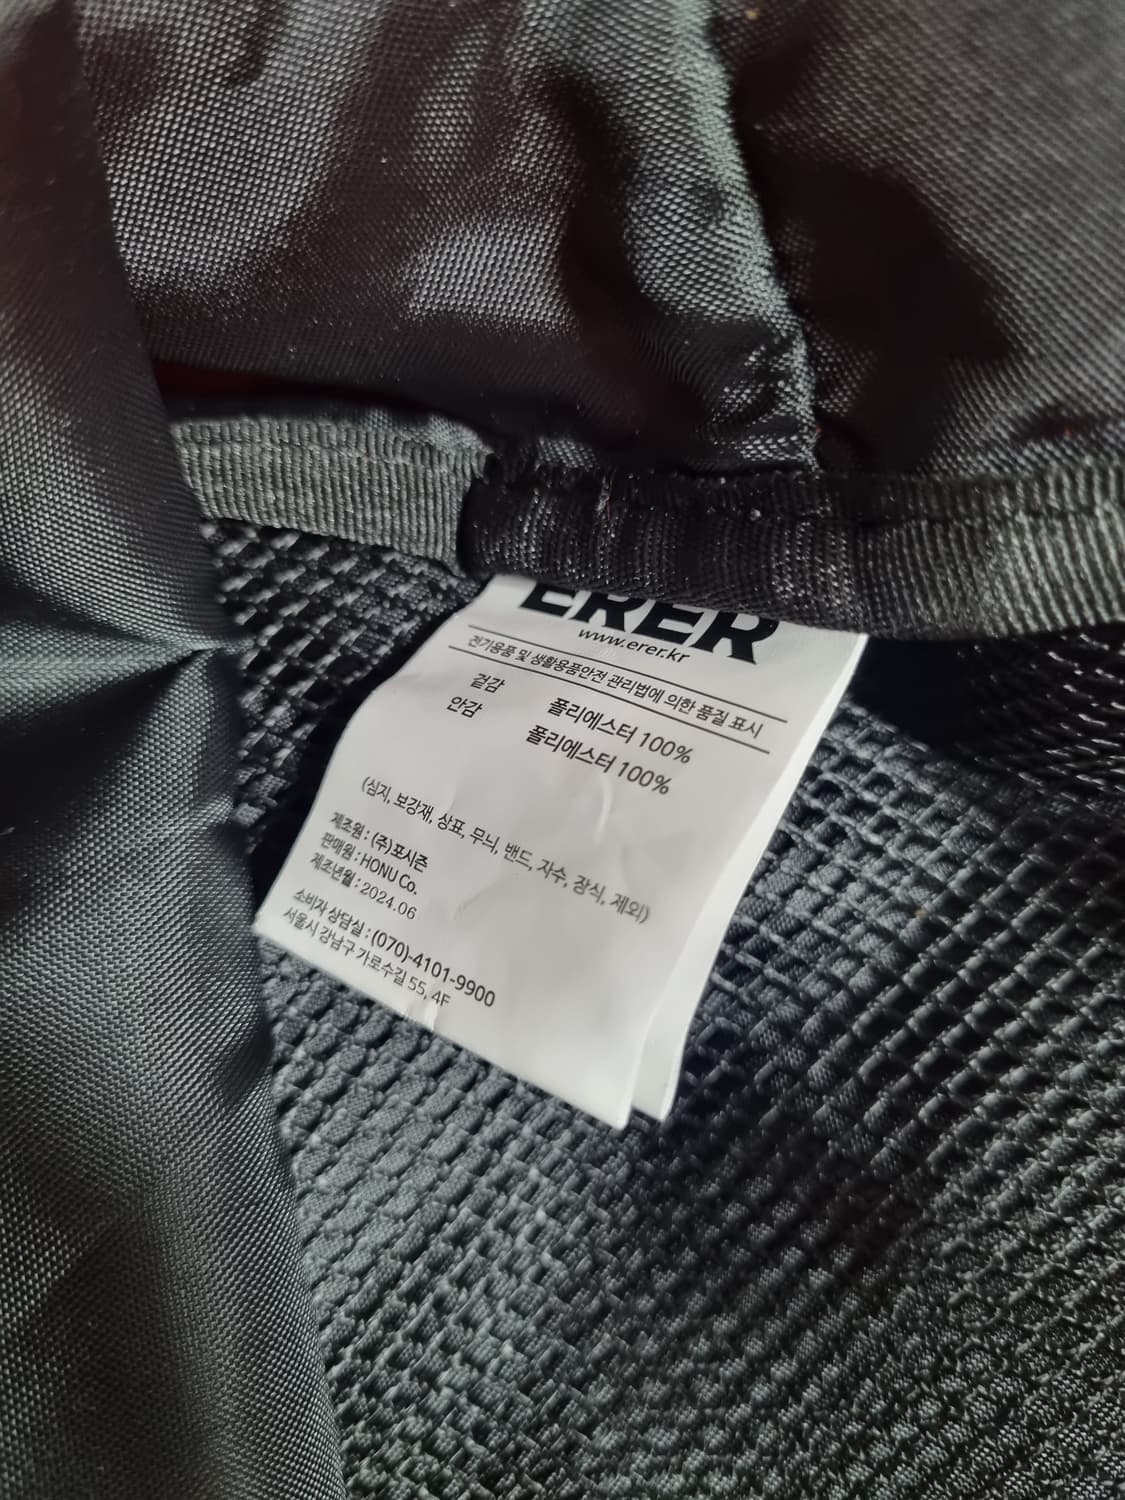 ERER
www.erer.kr
전기용품 및 생활용품안전 관리법에 의한 품질 표시
겉감 폴리에스터 100%
안감 폴리에스터 100%
(심지, 보강재, 상표, 무늬, 밴드, 자수, 장식, 제외)
제조원 : (주)포시즌
판매원 : HONU Co.
제조년월 : 2024.06
소비자 상담실 : (070)-4101-9900
서울시 강남구 가로수길 55, 4F